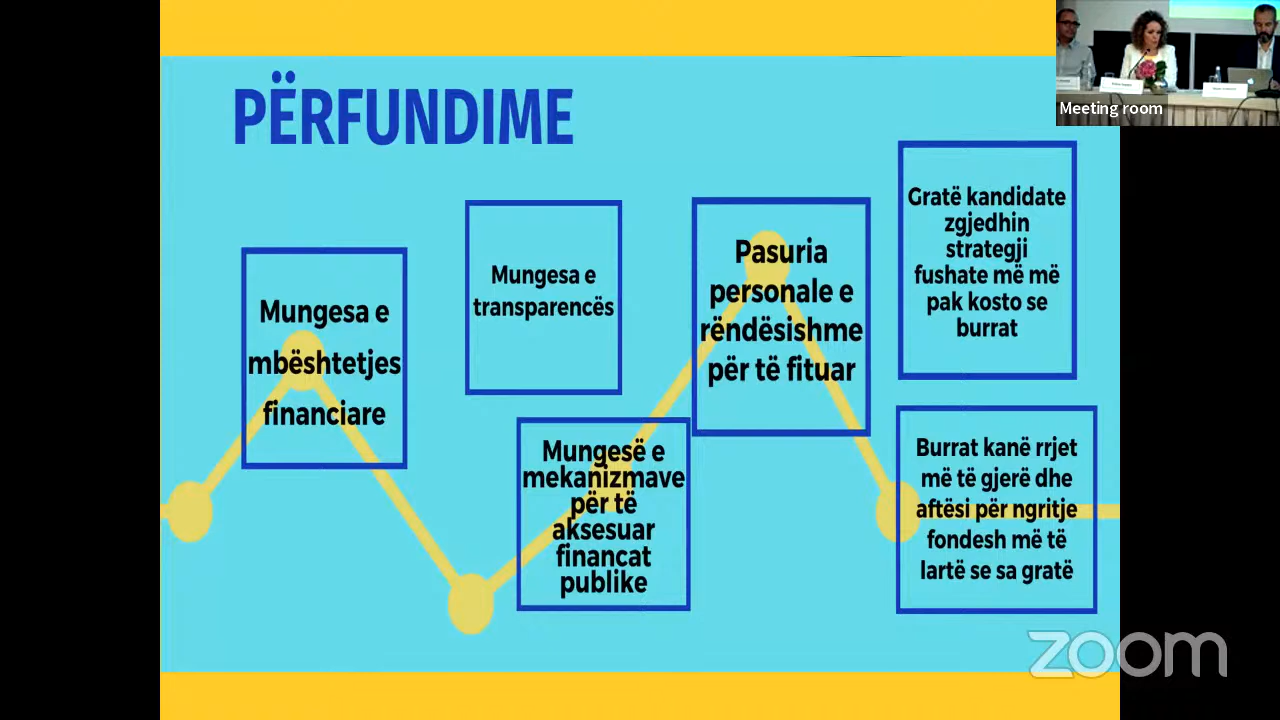 PËRFUNDIME
Mungesa e
mbështetjes
financiare
Mungesa e
transparencës
Mungesë e
mekanizmave
për të
aksesuar
financat
publike
Pasuria
personale e
rëndësishme
për të fituar
Gratë kandidate
zgjedhin
strategji
fushate më më
pak kosto se
burrat
Burrat kanë rrjet
më të gjerë dhe
aftësi për ngritje
fondesh më të
lartë se sa gratë
Meeting room
zoom